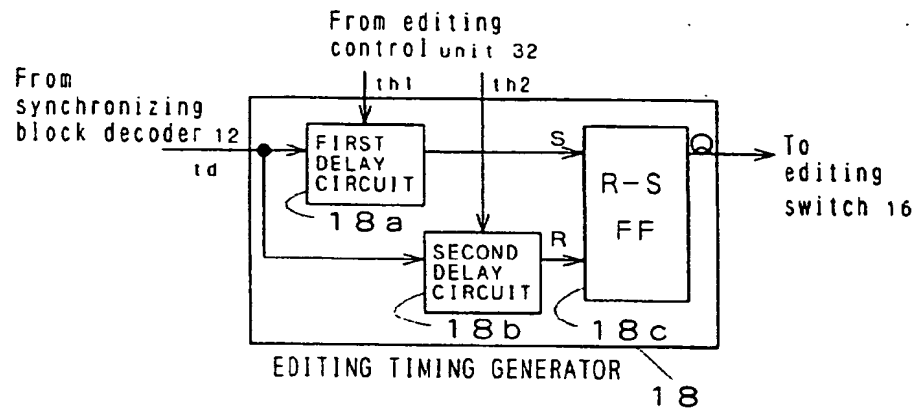 From editing
control unit 32
From
synchronizing
block decoder 12
td
th1
th2
FIRST
DELAY
CIRCUIT
18a
S
R-S
FF
Q
To
editing
switch 16
SECOND
DELAY
CIRCUIT
R
18b
18c
EDITING TIMING GENERATOR
18